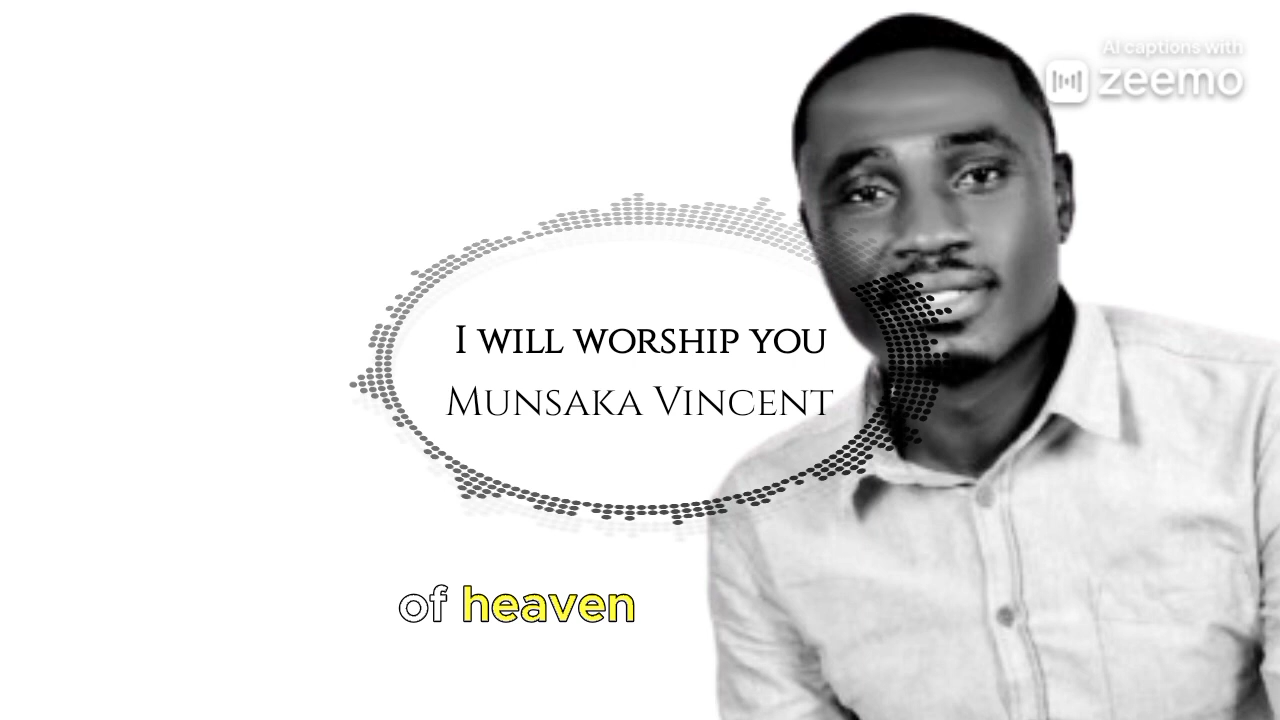 AI captions with
zeemo
I WILL WORSHIP YOU
MUNSAKA VINCENT
of heaven